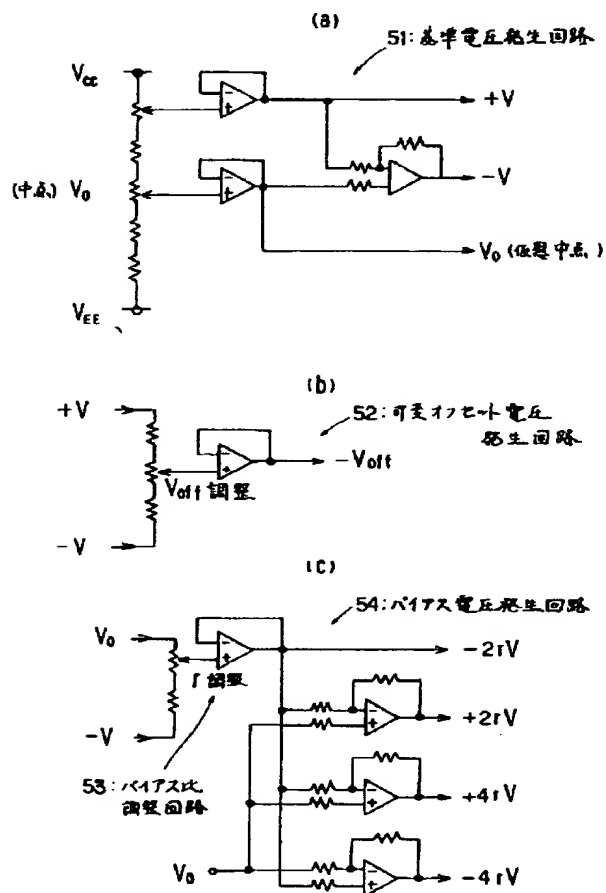 (a)
51:基準電圧発生回路
Vcc
+V
(中点) V₀
-V
V₀ (仮想中点)
VEE
(b)
52:可変オフセット電圧
発生回路
+V
-Voff
Voff 調整
-V
(c)
54:バイアス電圧発生回路
V₀
-2rV
r 調整
-V
+2rV
53:バイアス比
調整回路
+4rV
V₀
-4rV